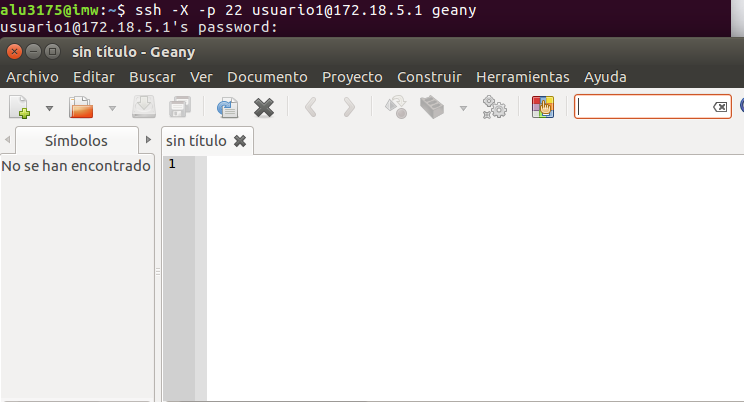 alu3175@imw:~$ ssh -X -p 22 usuario1@172.18.5.1 geany
usuario1@172.18.5.1's password:
sin título - Geany
Archivo Editar Buscar Ver Documento Proyecto Construir Herramientas Ayuda
Símbolos
sin título
No se han encontrado
1